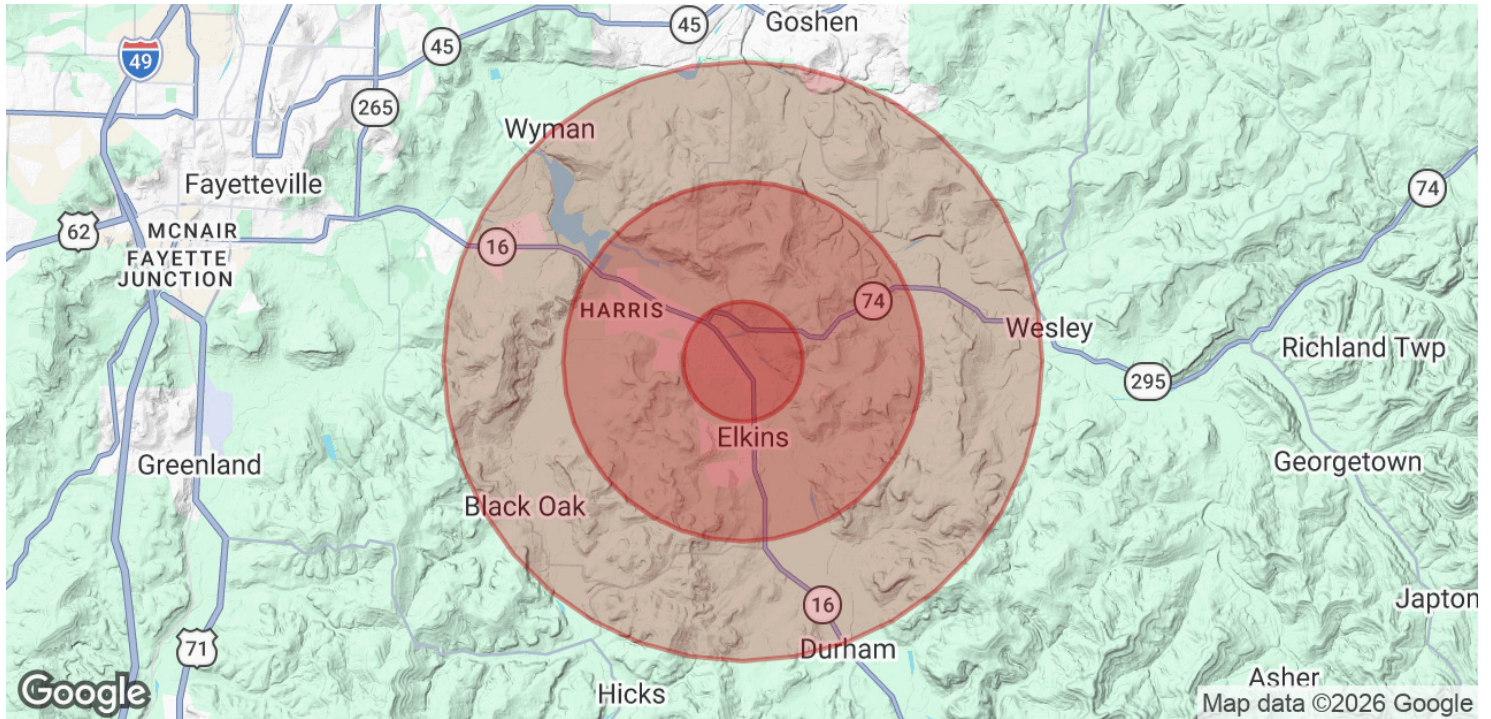 45
Goshen
49
45
265
Wyman
Fayetteville
74
62
MCNAIR
16
FAYETTE
JUNCTION
74
HARRIS
Wesley
Richland Twp
295
Elkins
Greenland
Georgetown
Black Oak
16
Japton
71
Durham
Asher
Google
Hicks
Map data ©2026 Google